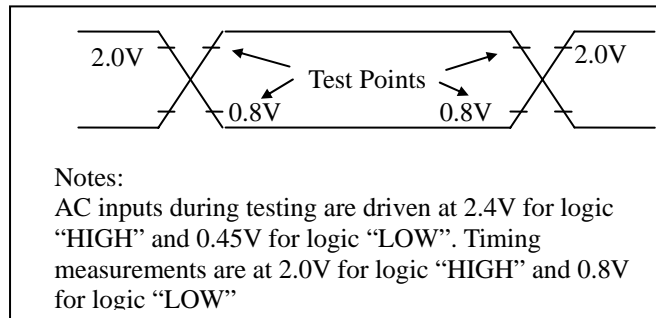 2.0V 2.0V
Test Points
0.8V 0.8V
Notes:
AC inputs during testing are driven at 2.4V for logic
“HIGH” and 0.45V for logic “LOW”. Timing
measurements are at 2.0V for logic “HIGH” and 0.8V
for logic “LOW”